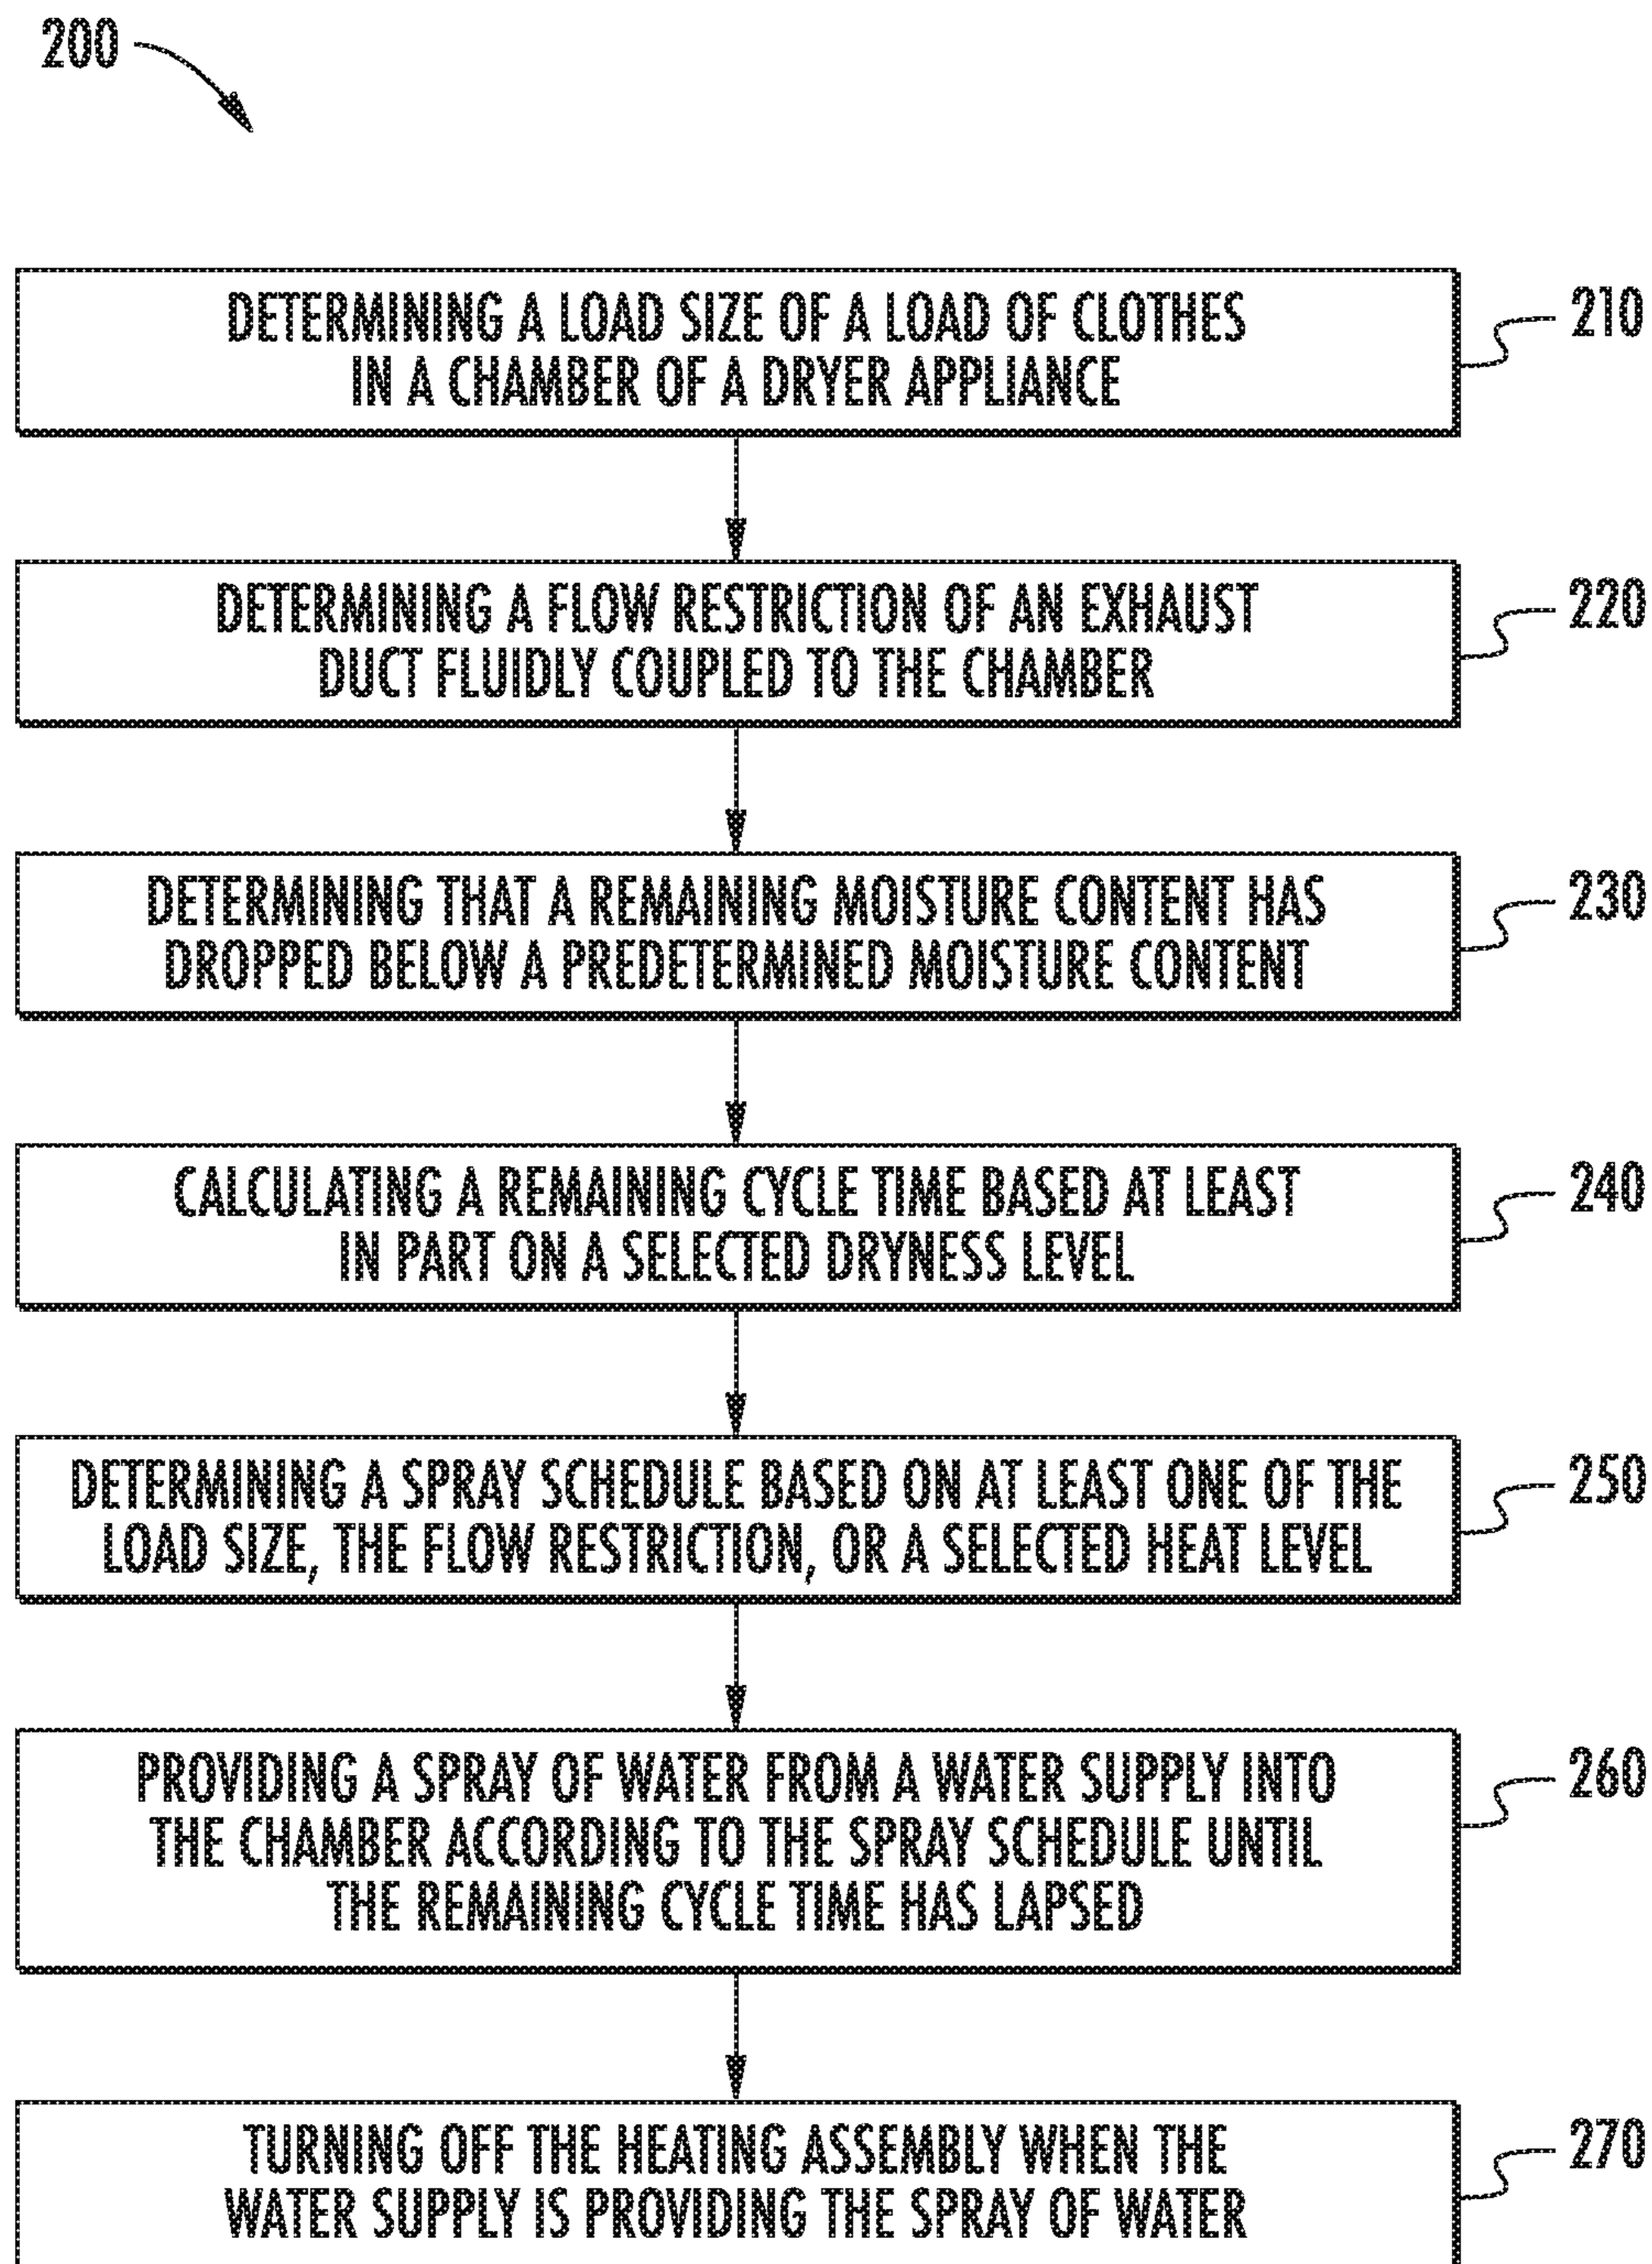 200
DETERMINING A LOAD SIZE OF A LOAD OF CLOTHES
IN A CHAMBER OF A DRYER APPLIANCE
210
DETERMINING A FLOW RESTRICTION OF AN EXHAUST
DUCT FLUIDLY COUPLED TO THE CHAMBER
220
DETERMINING THAT A REMAINING MOISTURE CONTENT HAS
DROPPED BELOW A PREDETERMINED MOISTURE CONTENT
230
CALCULATING A REMAINING CYCLE TIME BASED AT LEAST
IN PART ON A SELECTED DRYNESS LEVEL
240
DETERMINING A SPRAY SCHEDULE BASED ON AT LEAST ONE OF THE
LOAD SIZE, THE FLOW RESTRICTION, OR A SELECTED HEAT LEVEL
250
PROVIDING A SPRAY OF WATER FROM A WATER SUPPLY INTO
THE CHAMBER ACCORDING TO THE SPRAY SCHEDULE UNTIL
THE REMAINING CYCLE TIME HAS LAPSED
260
TURNING OFF THE HEATING ASSEMBLY WHEN THE
WATER SUPPLY IS PROVIDING THE SPRAY OF WATER
270